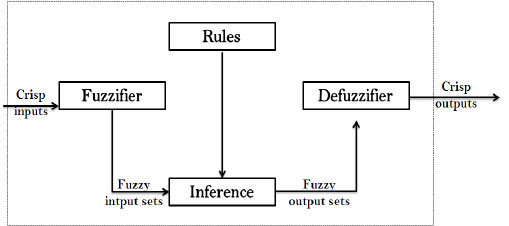 Rules
Crisp
inputs
Fuzzifier
Defuzzifier
Crisp
outputs
Fuzzy
intput sets
Inference
Fuzzy
output sets